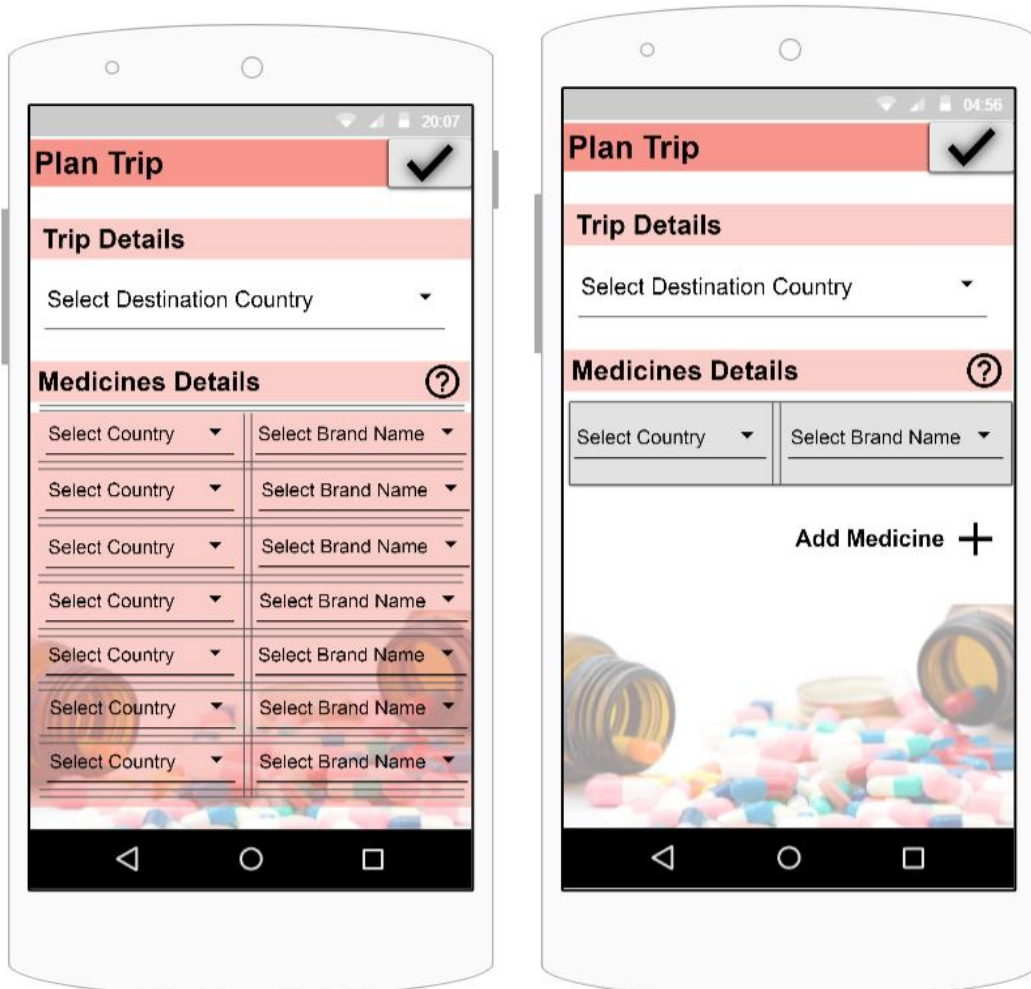 20:07
Plan Trip
Trip Details
Select Destination Country
Medicines Details ?
Select Country Select Brand Name
Select Country Select Brand Name
Select Country Select Brand Name
Select Country Select Brand Name
Select Country Select Brand Name
Select Country Select Brand Name
Select Country Select Brand Name
04:56
Plan Trip
Trip Details
Select Destination Country
Medicines Details ?
Select Country Select Brand Name
Add Medicine +